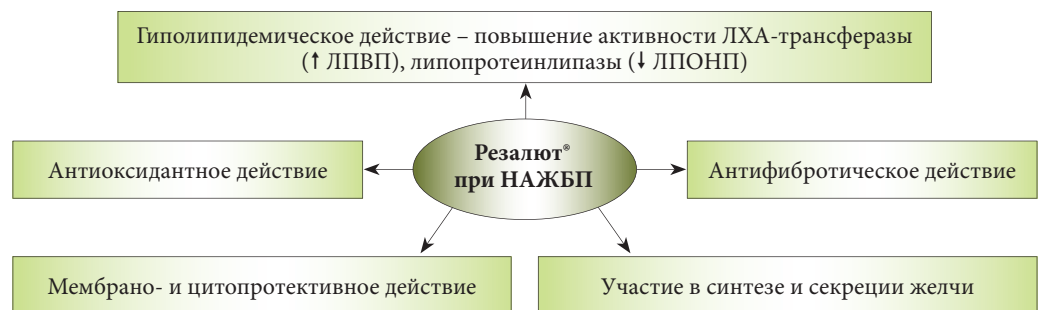 Гиполипидемическое действие – повышение активности ЛХА-трансферазы
(↑ ЛПВП), липопротеинлипазы (↓ ЛПОНП)
Антиоксидантное действие
Резалют®
при НАЖБП
Антифибротическое действие
Мембрано- и цитопротективное действие
Участие в синтезе и секреции желчи